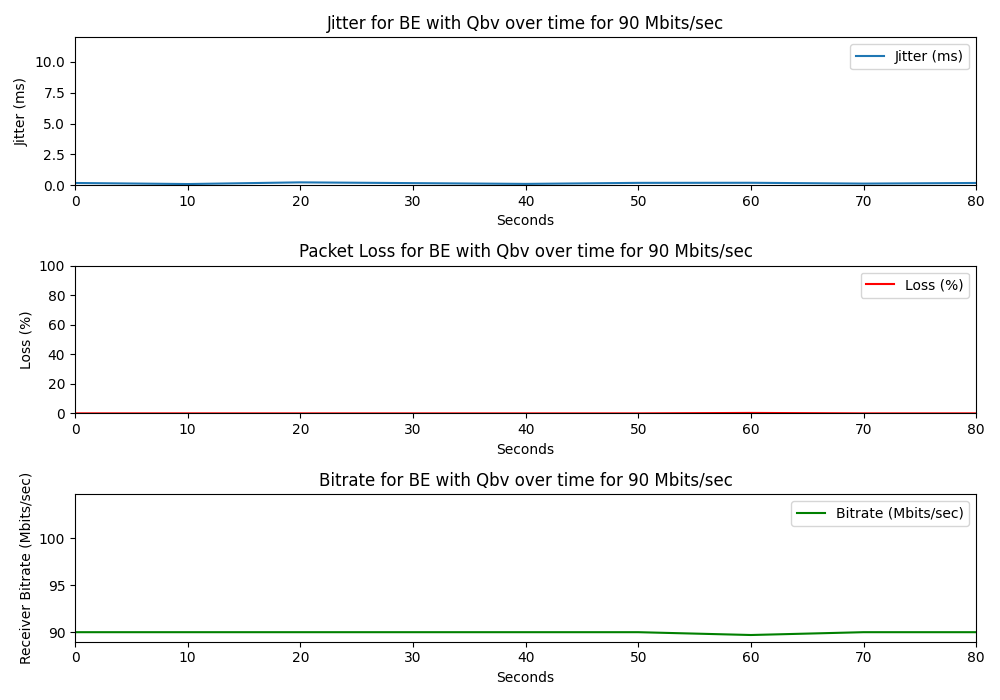 Jitter for BE with Qbv over time for 90 Mbits/sec
Jitter (ms)
10.0
7.5
5.0
2.5
0.0
Jitter (ms)
0 10 20 30 40 50 60 70 80
Seconds
Packet Loss for BE with Qbv over time for 90 Mbits/sec
Loss (%)
100
80
60
40
20
0
Loss (%)
0 10 20 30 40 50 60 70 80
Seconds
Bitrate for BE with Qbv over time for 90 Mbits/sec
Receiver Bitrate (Mbits/sec)
100
95
90
Bitrate (Mbits/sec)
0 10 20 30 40 50 60 70 80
Seconds